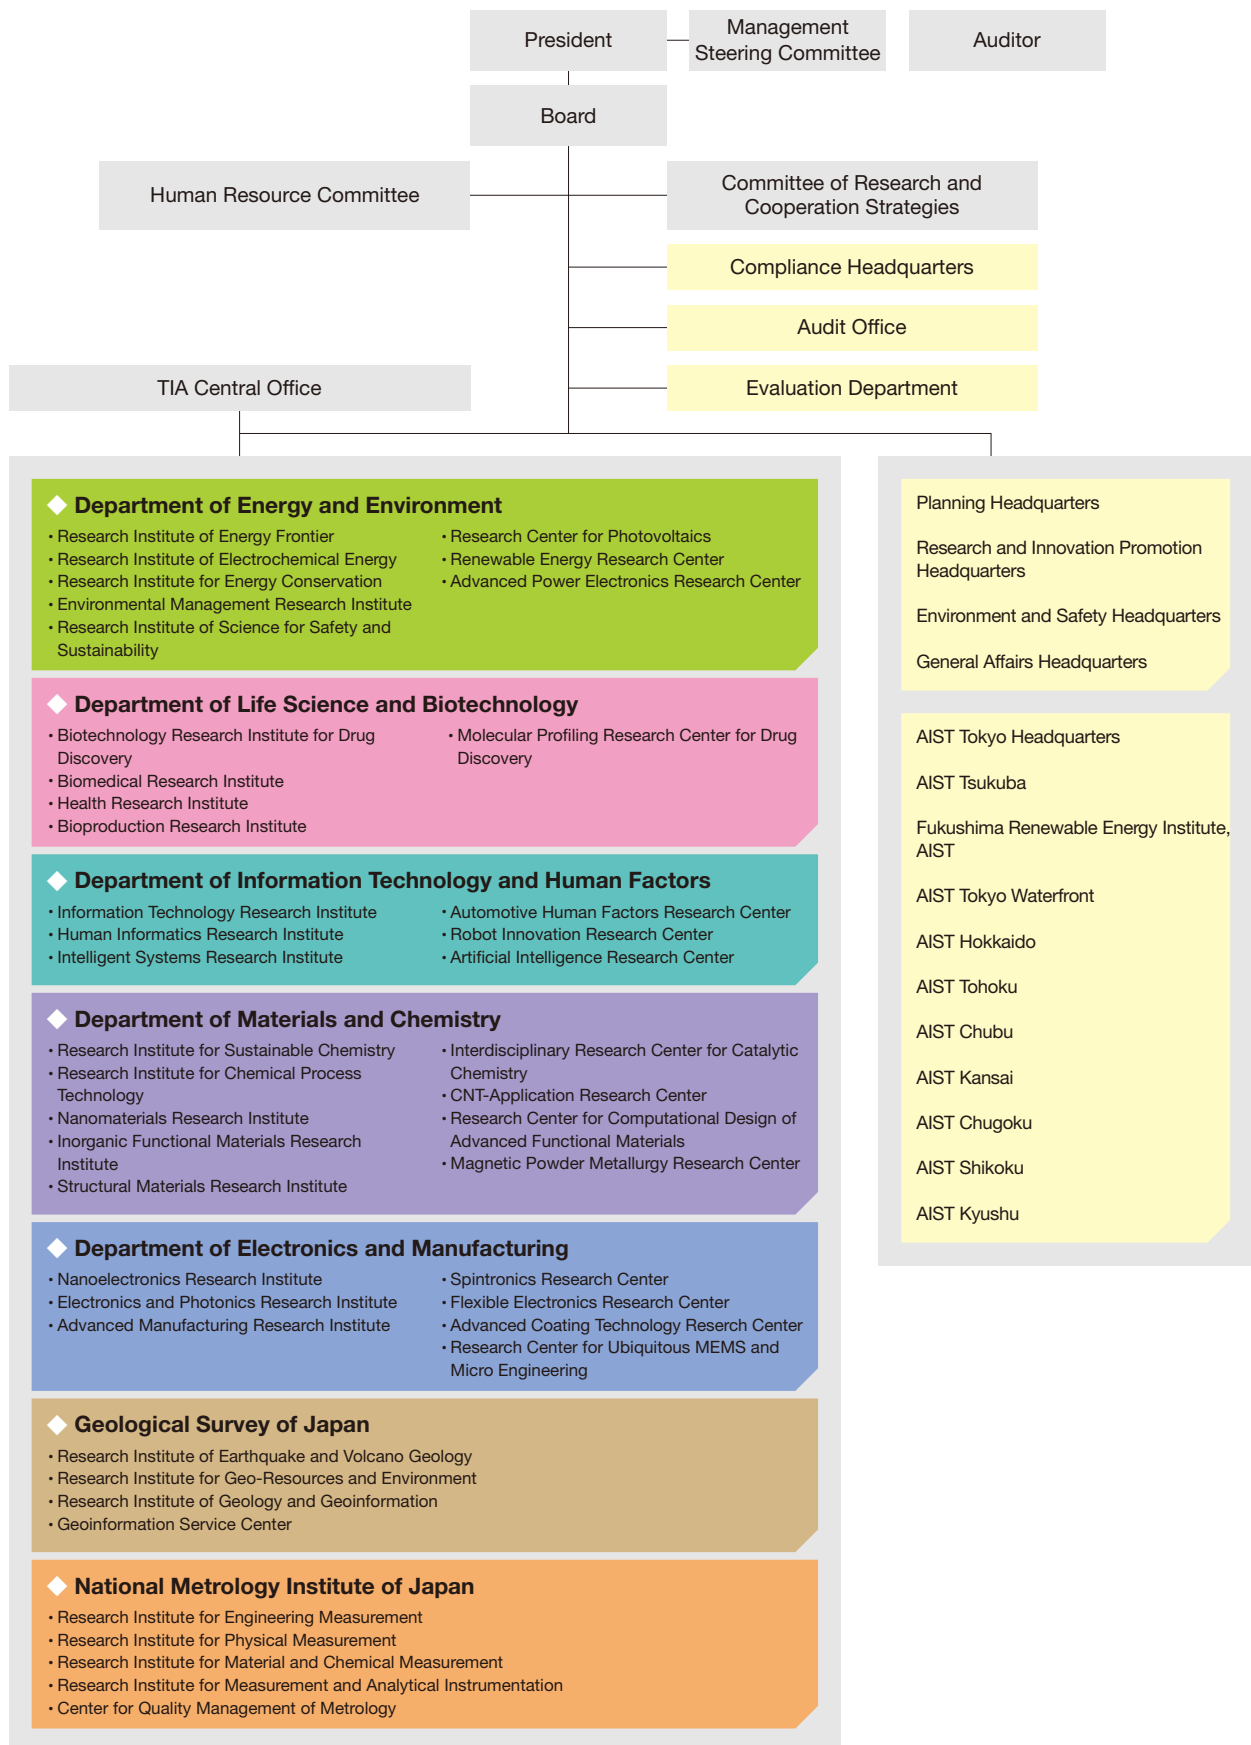 President
Management
Steering Committee
Auditor
Board
Human Resource Committee
Committee of Research and
Cooperation Strategies
Compliance Headquarters
Audit Office
TIA Central Office
Evaluation Department
Department of Energy and Environment
・Research Institute of Energy Frontier
・Research Institute of Electrochemical Energy
・Research Institute for Energy Conservation
・Environmental Management Research Institute
・Research Institute of Science for Safety and
Sustainability
・Research Center for Photovoltaics
・Renewable Energy Research Center
・Advanced Power Electronics Research Center
Department of Life Science and Biotechnology
・Biotechnology Research Institute for Drug
Discovery
・Biomedical Research Institute
・Health Research Institute
・Bioproduction Research Institute
・Molecular Profiling Research Center for Drug
Discovery
Department of Information Technology and Human Factors
・Information Technology Research Institute
・Human Informatics Research Institute
・Intelligent Systems Research Institute
・Automotive Human Factors Research Center
・Robot Innovation Research Center
・Artificial Intelligence Research Center
Department of Materials and Chemistry
・Research Institute for Sustainable Chemistry
・Research Institute for Chemical Process
Technology
・Nanomaterials Research Institute
・Inorganic Functional Materials Research
Institute
・Structural Materials Research Institute
・Interdisciplinary Research Center for Catalytic
Chemistry
・CNT-Application Research Center
・Research Center for Computational Design of
Advanced Functional Materials
・Magnetic Powder Metallurgy Research Center
Department of Electronics and Manufacturing
・Nanoelectronics Research Institute
・Electronics and Photonics Research Institute
・Advanced Manufacturing Research Institute
・Spintronics Research Center
・Flexible Electronics Research Center
・Advanced Coating Technology Reserch Center
・Research Center for Ubiquitous MEMS and
Micro Engineering
Geological Survey of Japan
・Research Institute of Earthquake and Volcano Geology
・Research Institute for Geo-Resources and Environment
・Research Institute of Geology and Geoinformation
・Geoinformation Service Center
National Metrology Institute of Japan
・Research Institute for Engineering Measurement
・Research Institute for Physical Measurement
・Research Institute for Material and Chemical Measurement
・Research Institute for Measurement and Analytical Instrumentation
・Center for Quality Management of Metrology
Planning Headquarters
Research and Innovation Promotion
Headquarters
Environment and Safety Headquarters
General Affairs Headquarters
AIST Tokyo Headquarters
AIST Tsukuba
Fukushima Renewable Energy Institute,
AIST
AIST Tokyo Waterfront
AIST Hokkaido
AIST Tohoku
AIST Chubu
AIST Kansai
AIST Chugoku
AIST Shikoku
AIST Kyushu